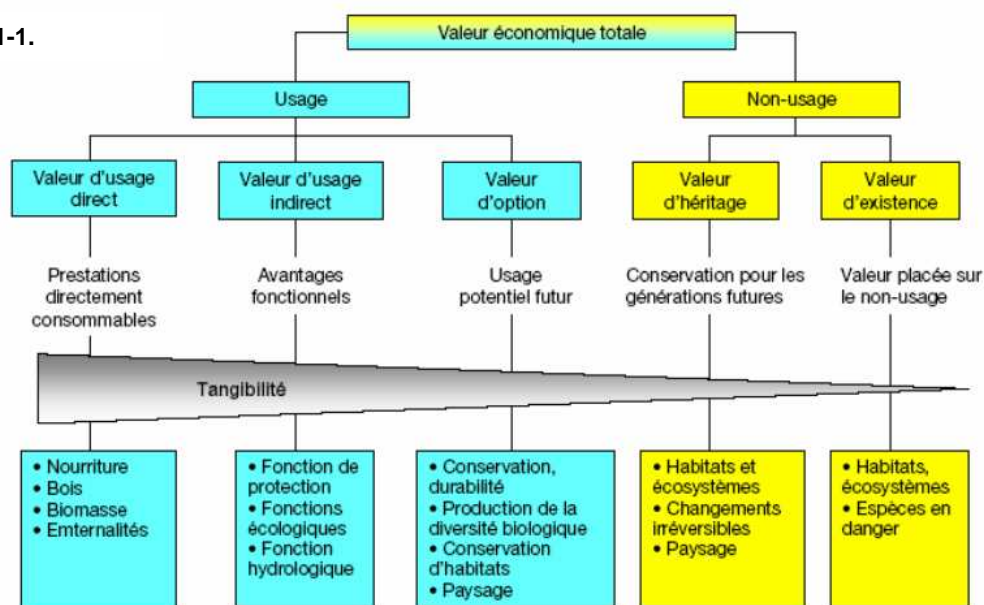 I-1.
Valeur économique totale
Usage
Non-usage
Valeur d'usage
direct
Valeur d'usage
indirect
Valeur
d'option
Valeur
d'héritage
Valeur
d'existence
Prestations
directement
consommables
Avantages
fonctionnels
Usage
potentiel futur
Conservation pour les
générations futures
Valeur placée sur
le non-usage
Tangibilité
• Nourriture
• Bois
• Biomasse
• Emternalités
• Fonction de
protection
• Fonctions
écologiques
• Fonction
hydrologique
• Conservation,
durabilité
• Production de la
diversité biologique
• Conservation
d'habitats
• Paysage
• Habitats et
écosystèmes
• Changements
irréversibles
• Paysage
• Habitats,
écosystèmes
• Espèces en
danger